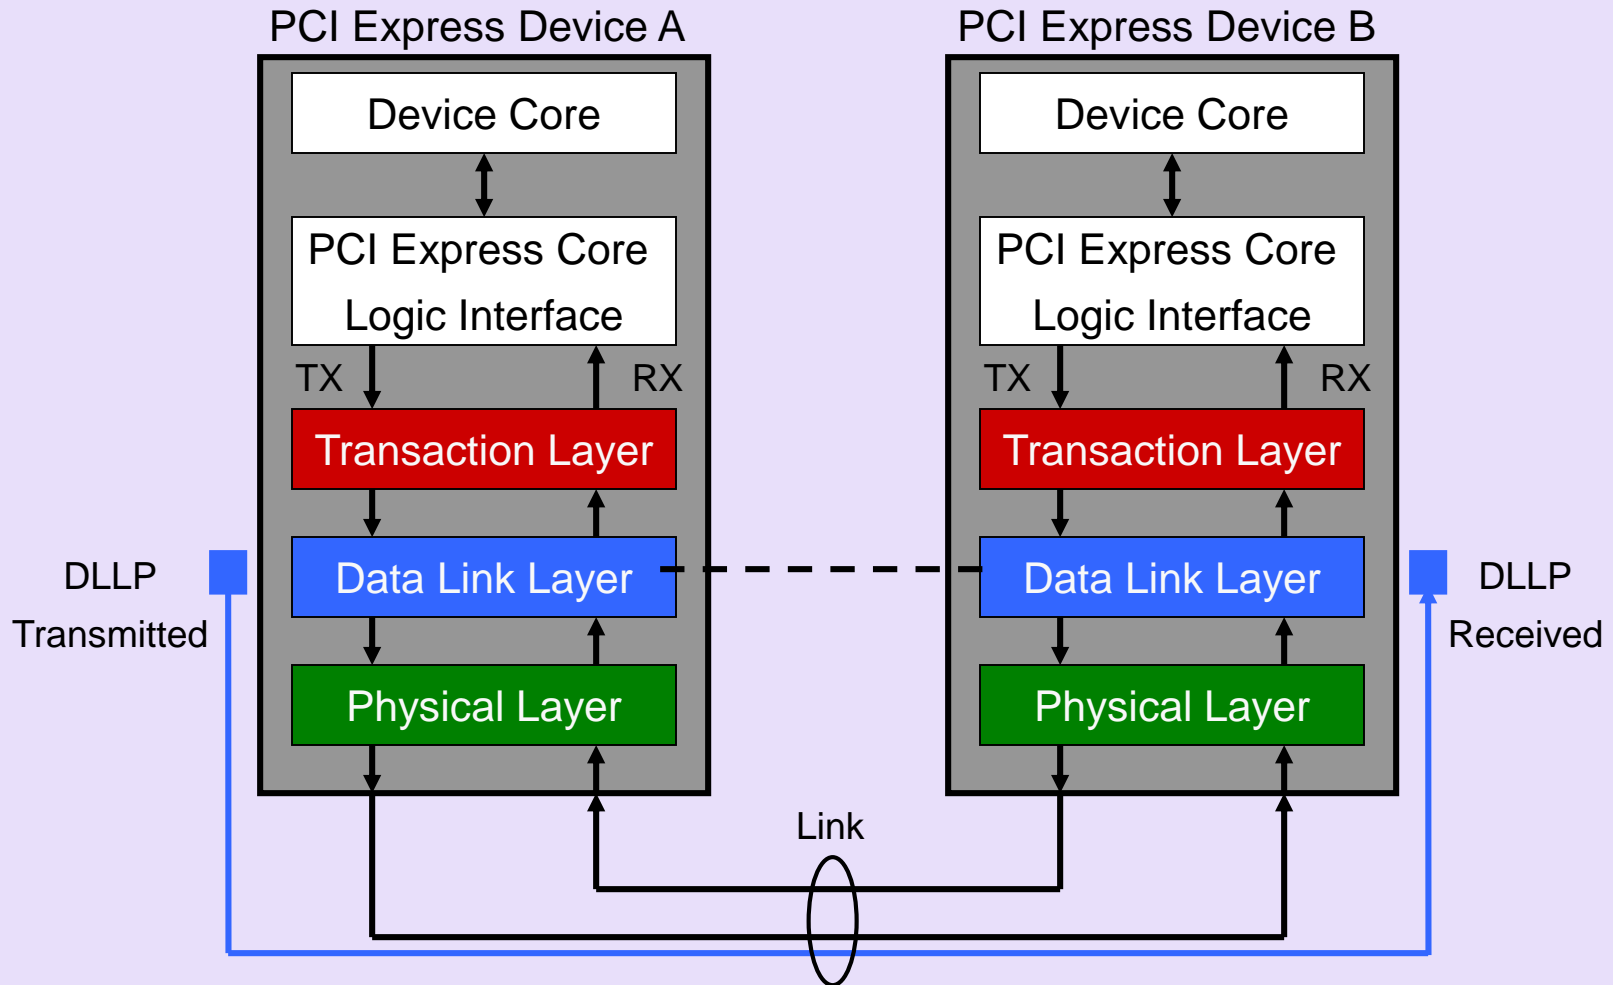 PCI Express Device A
PCI Express Device B
Device Core
Device Core
PCI Express Core
Logic Interface
PCI Express Core
Logic Interface
TX
RX
TX
RX
Transaction Layer
Transaction Layer
DLLP
Transmitted
Data Link Layer
Data Link Layer
DLLP
Received
Physical Layer
Physical Layer
Link